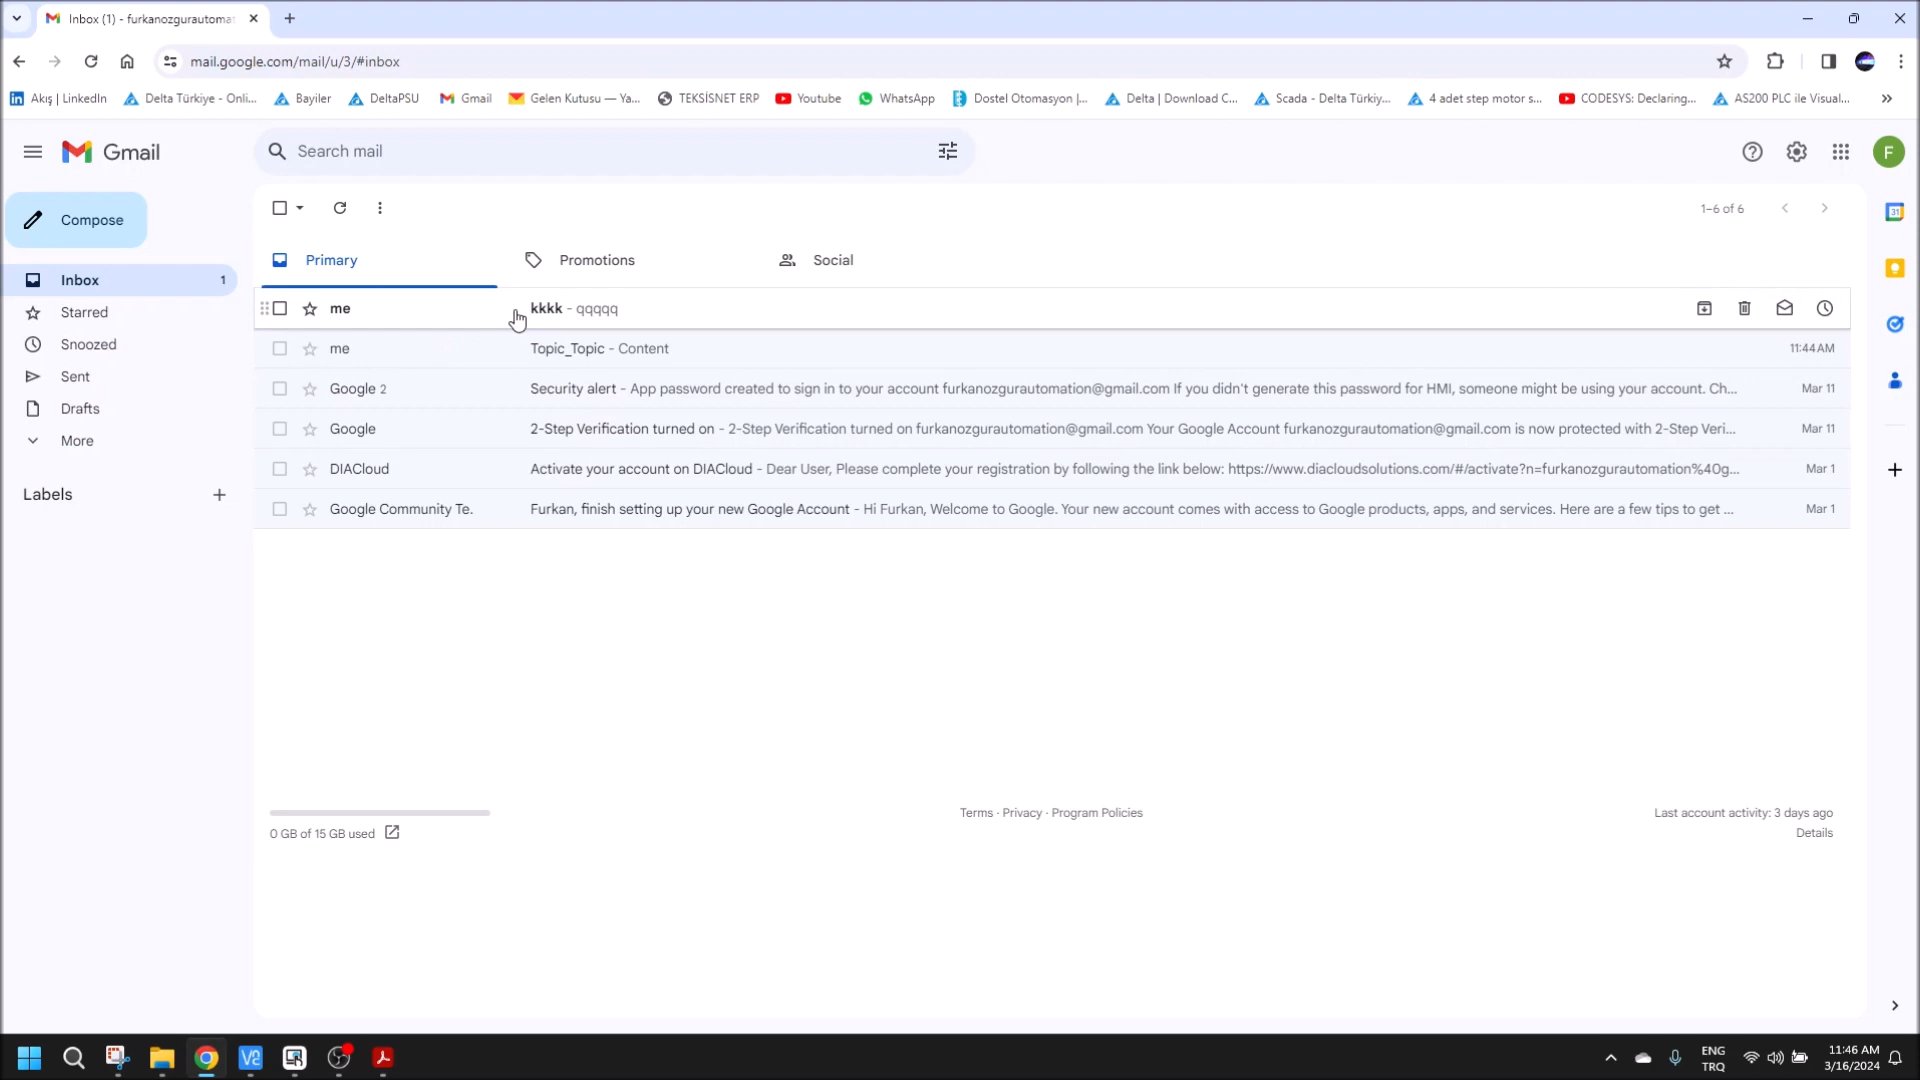 Inbox (1) - furkanozgurautomat
mail.google.com/mail/u/3/#inbox
Akış | LinkedIn
Delta Türkiye - Onli...
Bayiler
DeltaPSU
Gmail
Gelen Kutusu — Ya...
TEKSİSNET ERP
Youtube
WhatsApp
Dostel Otomasyon |...
Delta | Download C...
Scada - Delta Türkiy...
4 adet step motor s...
CODESYS: Declaring...
AS200 PLC ile Visual...
Gmail
Search mail
F
Compose
1–6 of 6
31
Primary
Promotions
Social
Inbox 1
Starred
Snoozed
Sent
Drafts
More
Labels
me kkkk - qqqqq
me Topic_Topic - Content 11:44 AM
Google 2 Security alert - App password created to sign in to your account furkanozgurautomation@gmail.com If you didn't generate this password for HMI, someone might be using your account. Ch... Mar 11
Google 2-Step Verification turned on - 2-Step Verification turned on furkanozgurautomation@gmail.com Your Google Account furkanozgurautomation@gmail.com is now protected with 2-Step Veri... Mar 11
DIACloud Activate your account on DIACloud - Dear User, Please complete your registration by following the link below: https://www.diacloudsolutions.com/#/activate?n=furkanozgurautomation%40g... Mar 1
Google Community Te. Furkan, finish setting up your new Google Account - Hi Furkan, Welcome to Google. Your new account comes with access to Google products, apps, and services. Here are a few tips to get ... Mar 1
0 GB of 15 GB used
Terms · Privacy · Program Policies
Last account activity: 3 days ago
Details
ENG
TRQ
11:46 AM
3/16/2024